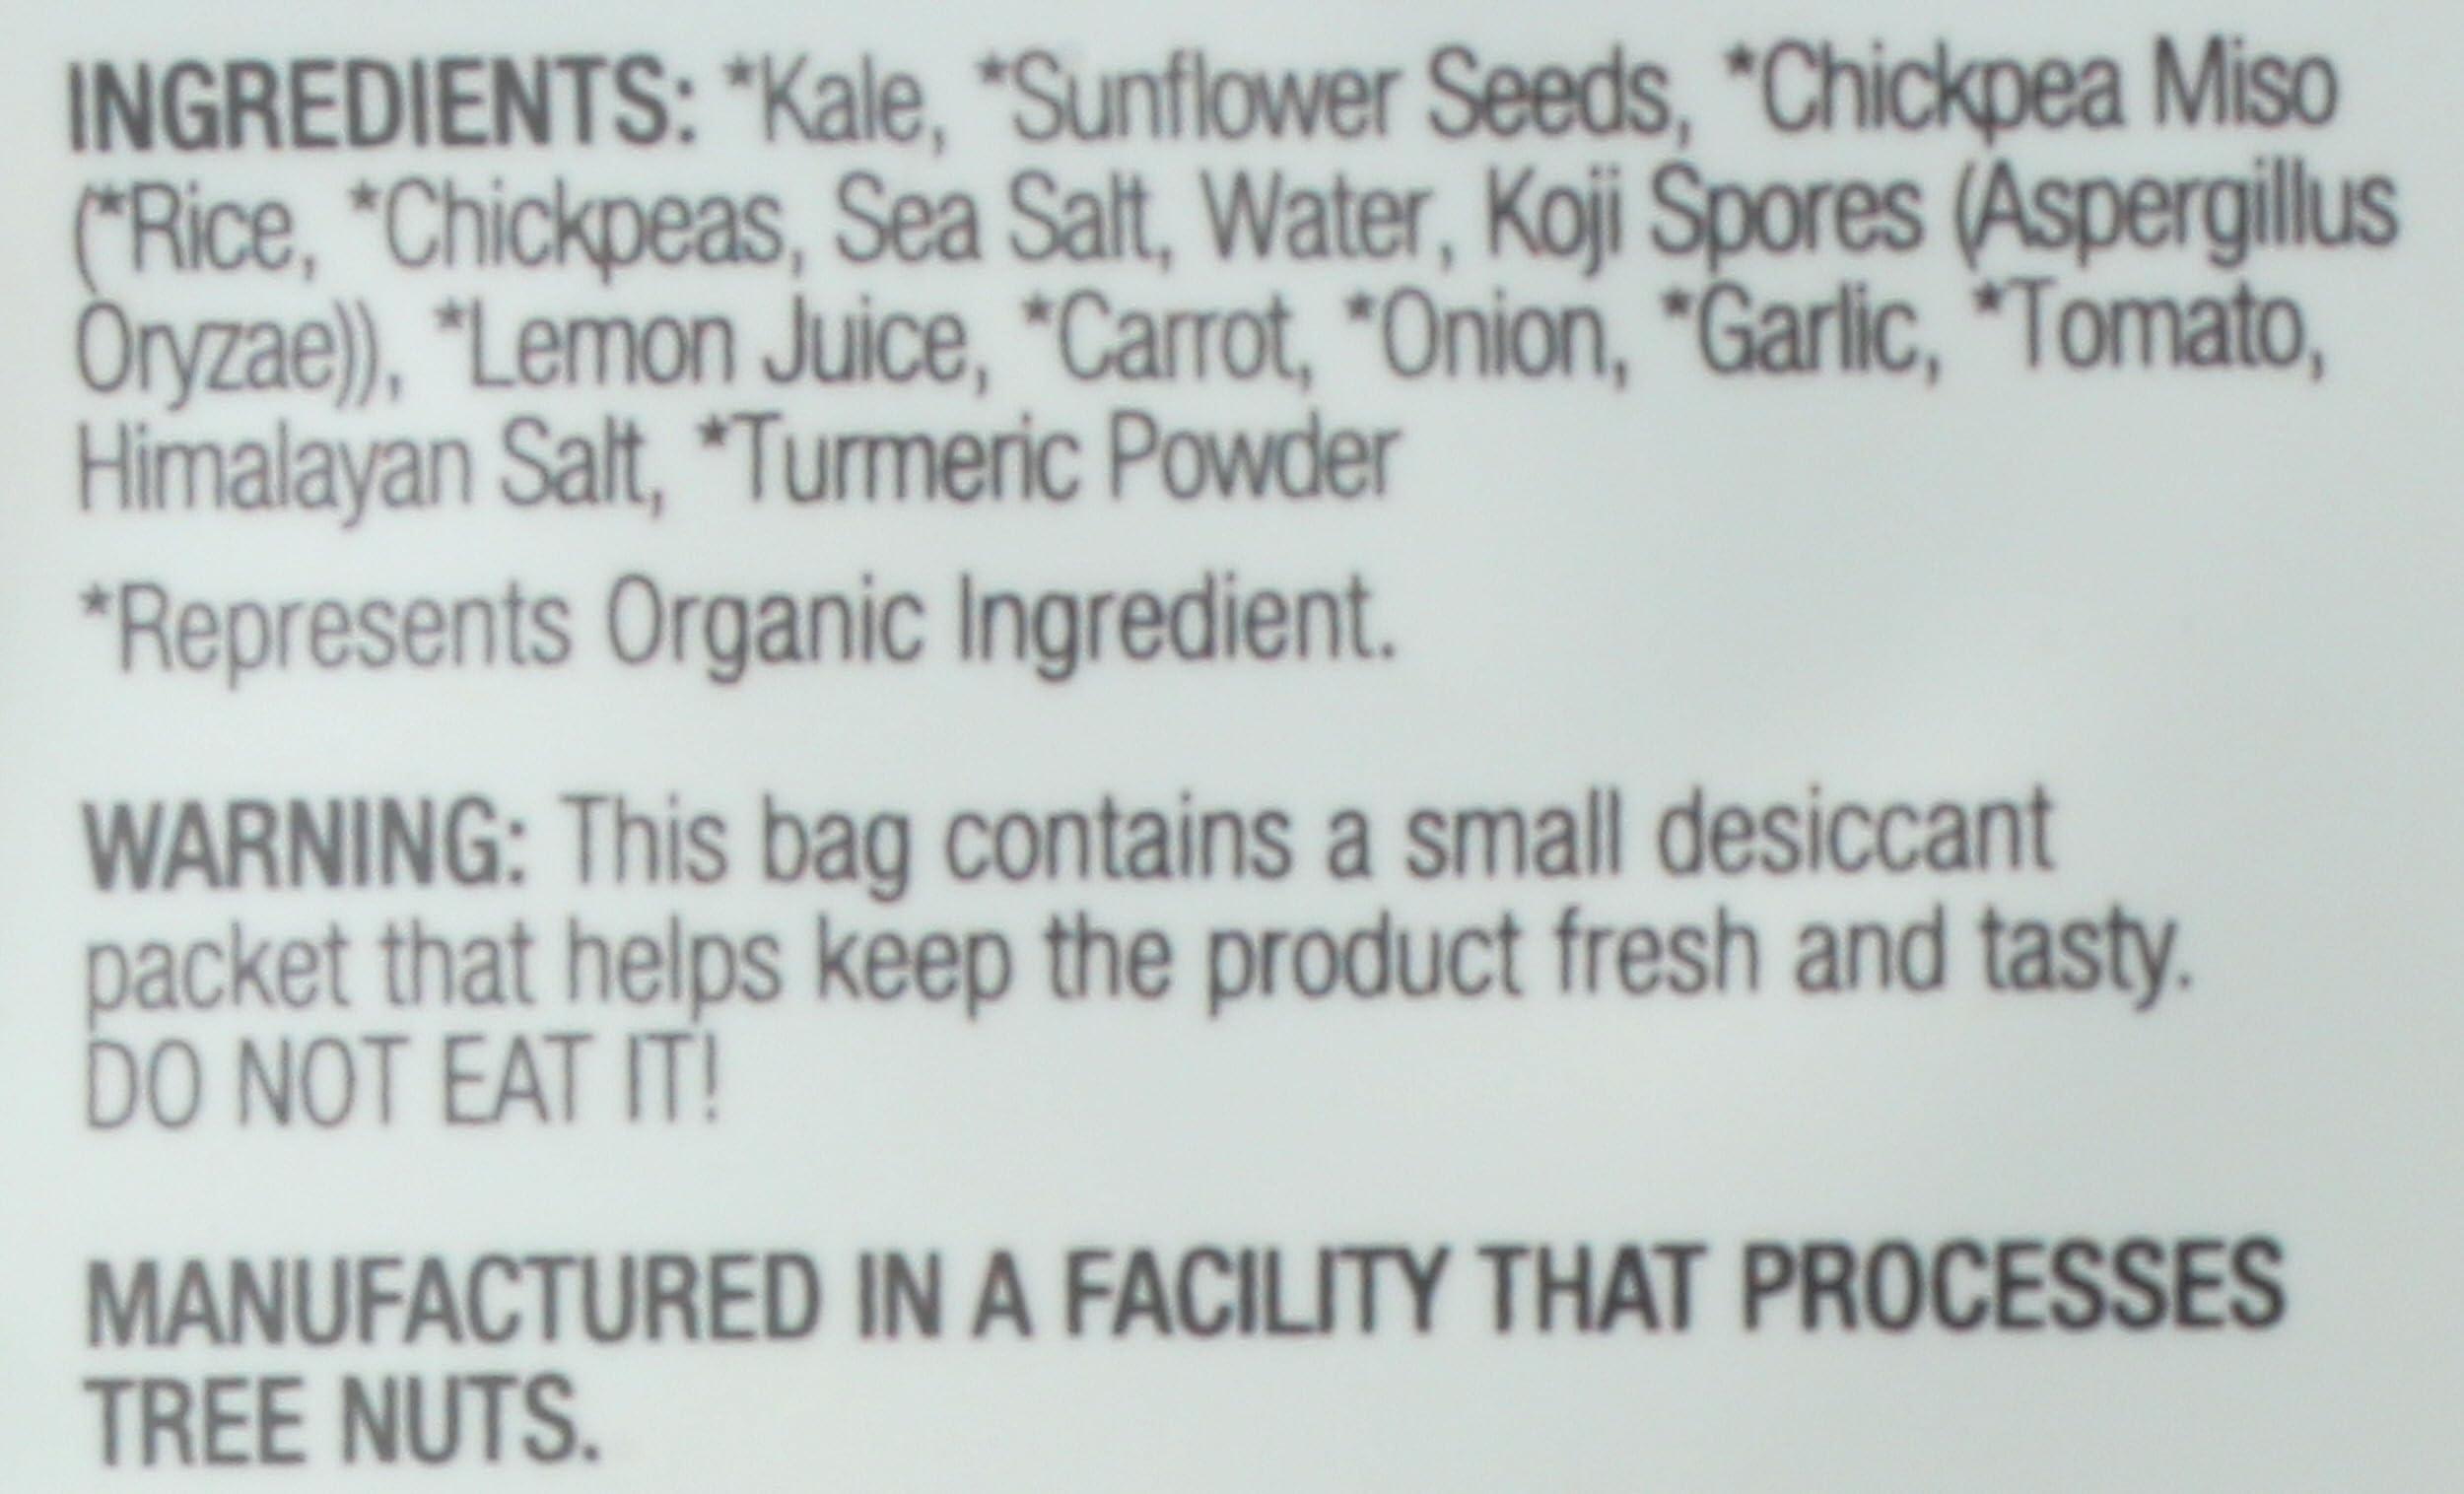 INGREDIENTS: *Kale, *Sunflower Seeds, *Chickpea Miso
(*Rice, *Chickpeas, Sea Salt, Water, Koji Spores (Aspergillus
Oryzae)), *Lemon Juice, *Carrot, *Onion, *Garlic, *Tomato,
Himalayan Salt, *Turmeric Powder
*Represents Organic Ingredient.
WARNING: This bag contains a small desiccant
packet that helps keep the product fresh and tasty.
DO NOT EAT IT!
MANUFACTURED IN A FACILITY THAT PROCESSES
TREE NUTS.